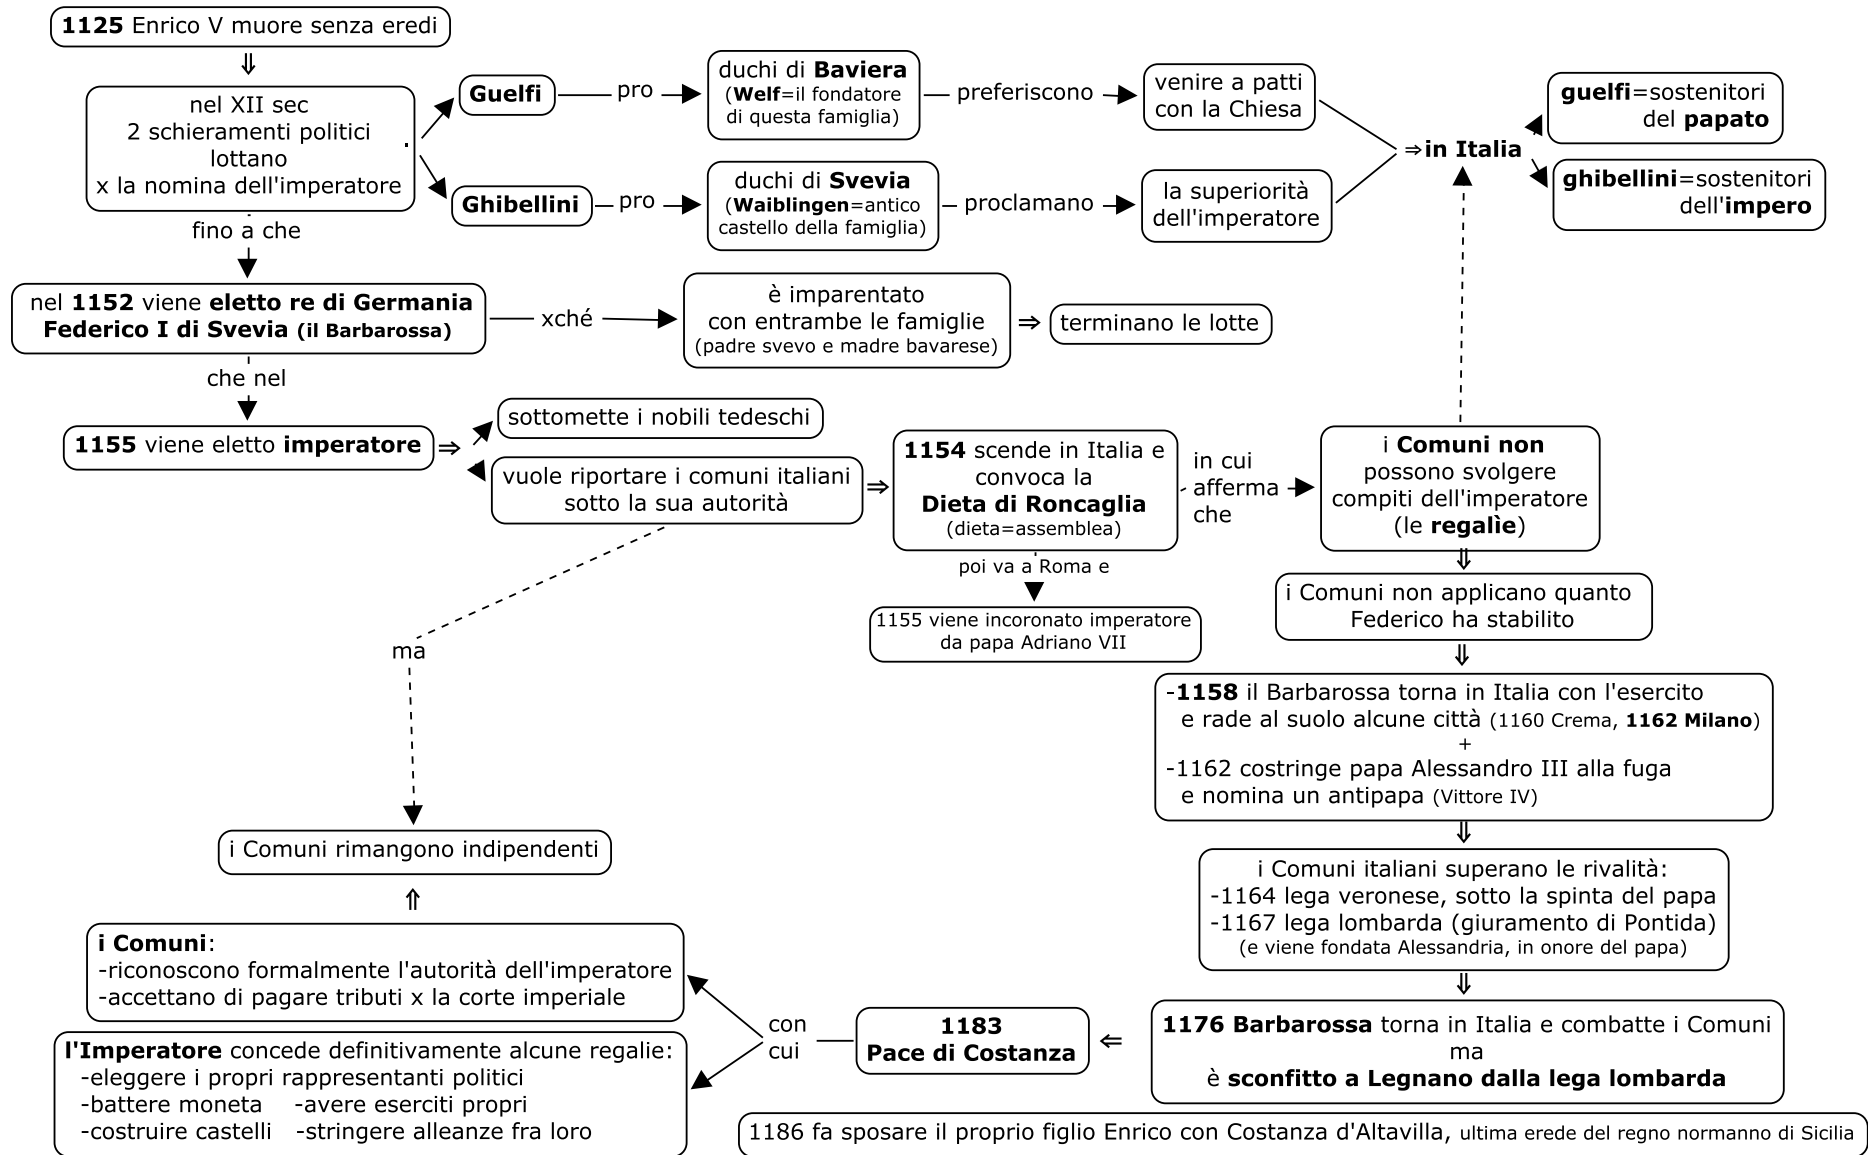 1125 Enrico V muore senza eredi
⇓
nel XII sec
2 schieramenti politici
lottano
x la nomina dell'imperatore
Guelfi
pro
duchi di Baviera
(Welf=il fondatore
di questa famiglia)
preferiscono
venire a patti
con la Chiesa
Ghibellini
pro
duchi di Svevia
(Waiblingen=antico
castello della famiglia)
proclamano
la superiorità
dell'imperatore
⇒in Italia
guelfi=sostenitori
del papato
ghibellini=sostenitori
dell'impero
fino a che
nel 1152 viene eletto re di Germania
Federico I di Svevia (il Barbarossa)
xché
è imparentato
con entrambe le famiglie
(padre svevo e madre bavarese)
⇒
terminano le lotte
che nel
1155 viene eletto imperatore
⇒
sottomette i nobili tedeschi
vuole riportare i comuni italiani
sotto la sua autorità
⇒
1154 scende in Italia e
convoca la
Dieta di Roncaglia
(dieta=assemblea)
poi va a Roma e
1155 viene incoronato imperatore
da papa Adriano VII
in cui
afferma
che
i Comuni non
possono svolgere
compiti dell'imperatore
(le regalìe)
⇓
i Comuni non applicano quanto
Federico ha stabilito
⇓
-1158 il Barbarossa torna in Italia con l'esercito
e rade al suolo alcune città (1160 Crema, 1162 Milano)
+
-1162 costringe papa Alessandro III alla fuga
e nomina un antipapa (Vittore IV)
⇓
i Comuni italiani superano le rivalità:
-1164 lega veronese, sotto la spinta del papa
-1167 lega lombarda (giuramento di Pontida)
(e viene fondata Alessandria, in onore del papa)
⇓
1176 Barbarossa torna in Italia e combatte i Comuni
ma
è sconfitto a Legnano dalla lega lombarda
⇐
1183
Pace di Costanza
con
cui
i Comuni:
-riconoscono formalmente l'autorità dell'imperatore
-accettano di pagare tributi x la corte imperiale
l'Imperatore concede definitivamente alcune regalie:
-eleggere i propri rappresentanti politici
-battere moneta -avere eserciti propri
-costruire castelli -stringere alleanze fra loro
⇑
i Comuni rimangono indipendenti
ma
1186 fa sposare il proprio figlio Enrico con Costanza d'Altavilla, ultima erede del regno normanno di Sicilia